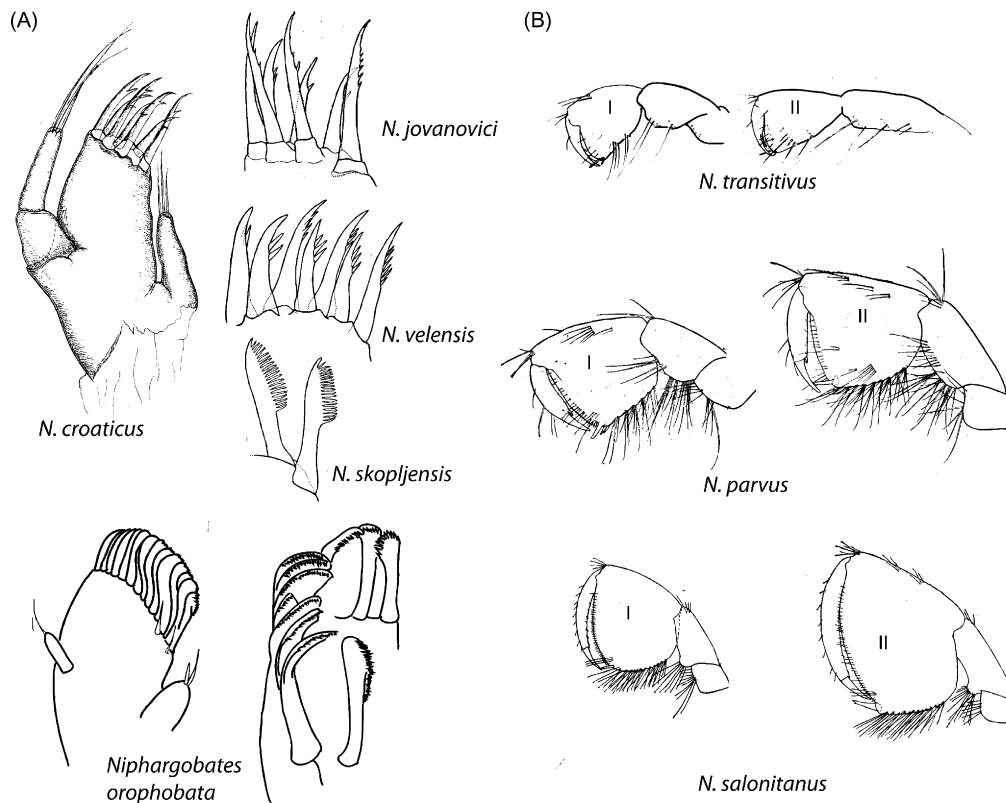 (A)
N. croaticus
N. jovanovici
N. velensis
N. skopljensis
Niphargobates
orophobata
(B)
I
II
N. transitivus
I
II
N. parvus
I
II
N. salonitanus